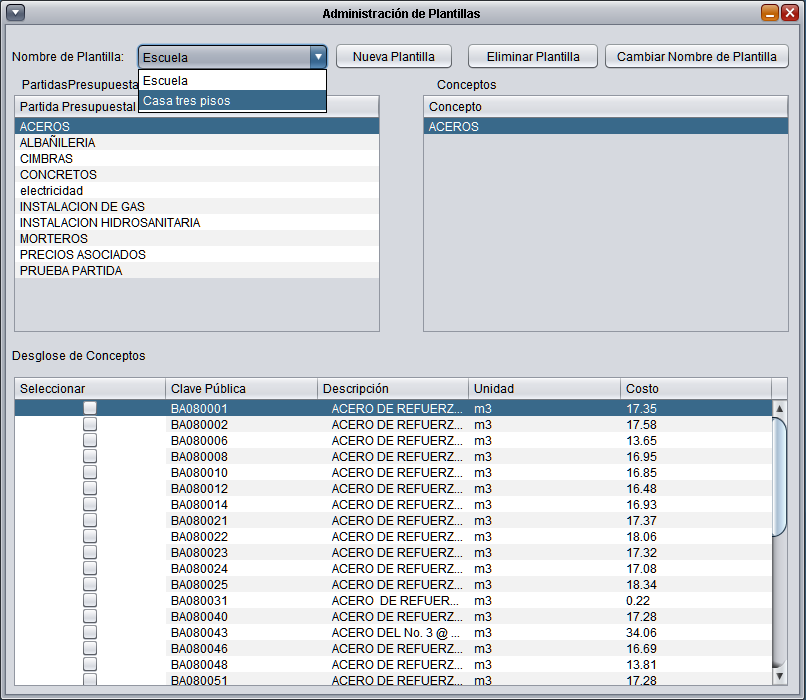 Administración de Plantillas
Nombre de Plantilla: Escuela Nueva Plantilla Eliminar Plantilla Cambiar Nombre de Plantilla
Escuela
Casa tres pisos
PartidasPresupuesta Conceptos
Partida Presupuestal Concepto
ACEROS ACEROS
ALBAÑILERIA
CIMBRAS
CONCRETOS
electricidad
INSTALACION DE GAS
INSTALACION HIDROSANITARIA
MORTEROS
PRECIOS ASOCIADOS
PRUEBA PARTIDA
Desglose de Conceptos
Seleccionar Clave Pública Descripción Unidad Costo
BA080001 ACERO DE REFUERZ... m3 17.35
BA080002 ACERO DE REFUERZ... m3 17.58
BA080006 ACERO DE REFUERZ... m3 13.65
BA080008 ACERO DE REFUERZ... m3 16.95
BA080010 ACERO DE REFUERZ... m3 16.85
BA080012 ACERO DE REFUERZ... m3 16.48
BA080014 ACERO DE REFUERZ... m3 16.93
BA080021 ACERO DE REFUERZ... m3 17.37
BA080022 ACERO DE REFUERZ... m3 18.06
BA080023 ACERO DE REFUERZ... m3 17.32
BA080024 ACERO DE REFUERZ... m3 17.08
BA080025 ACERO DE REFUERZ... m3 18.34
BA080031 ACERO DE REFUER... m3 0.22
BA080040 ACERO DE REFUERZ... m3 17.28
BA080043 ACERO DEL No. 3 @ ... m3 34.06
BA080046 ACERO DE REFUERZ... m3 16.69
BA080048 ACERO DE REFUERZ... m3 13.81
BA080051 ACERO DE REFUERZ... m3 17.28